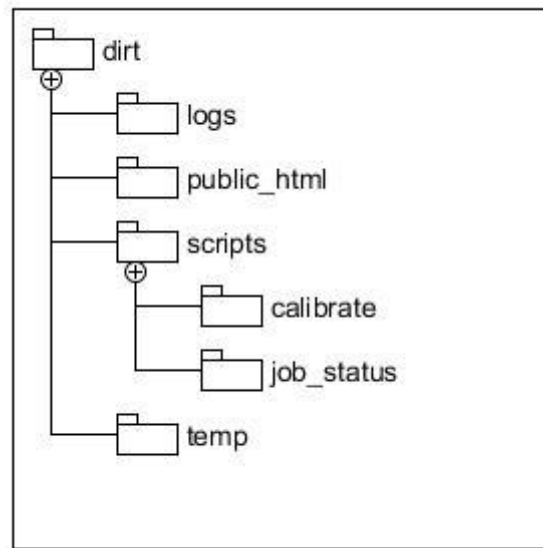 dirt
logs
public_html
scripts
calibrate
job_status
temp